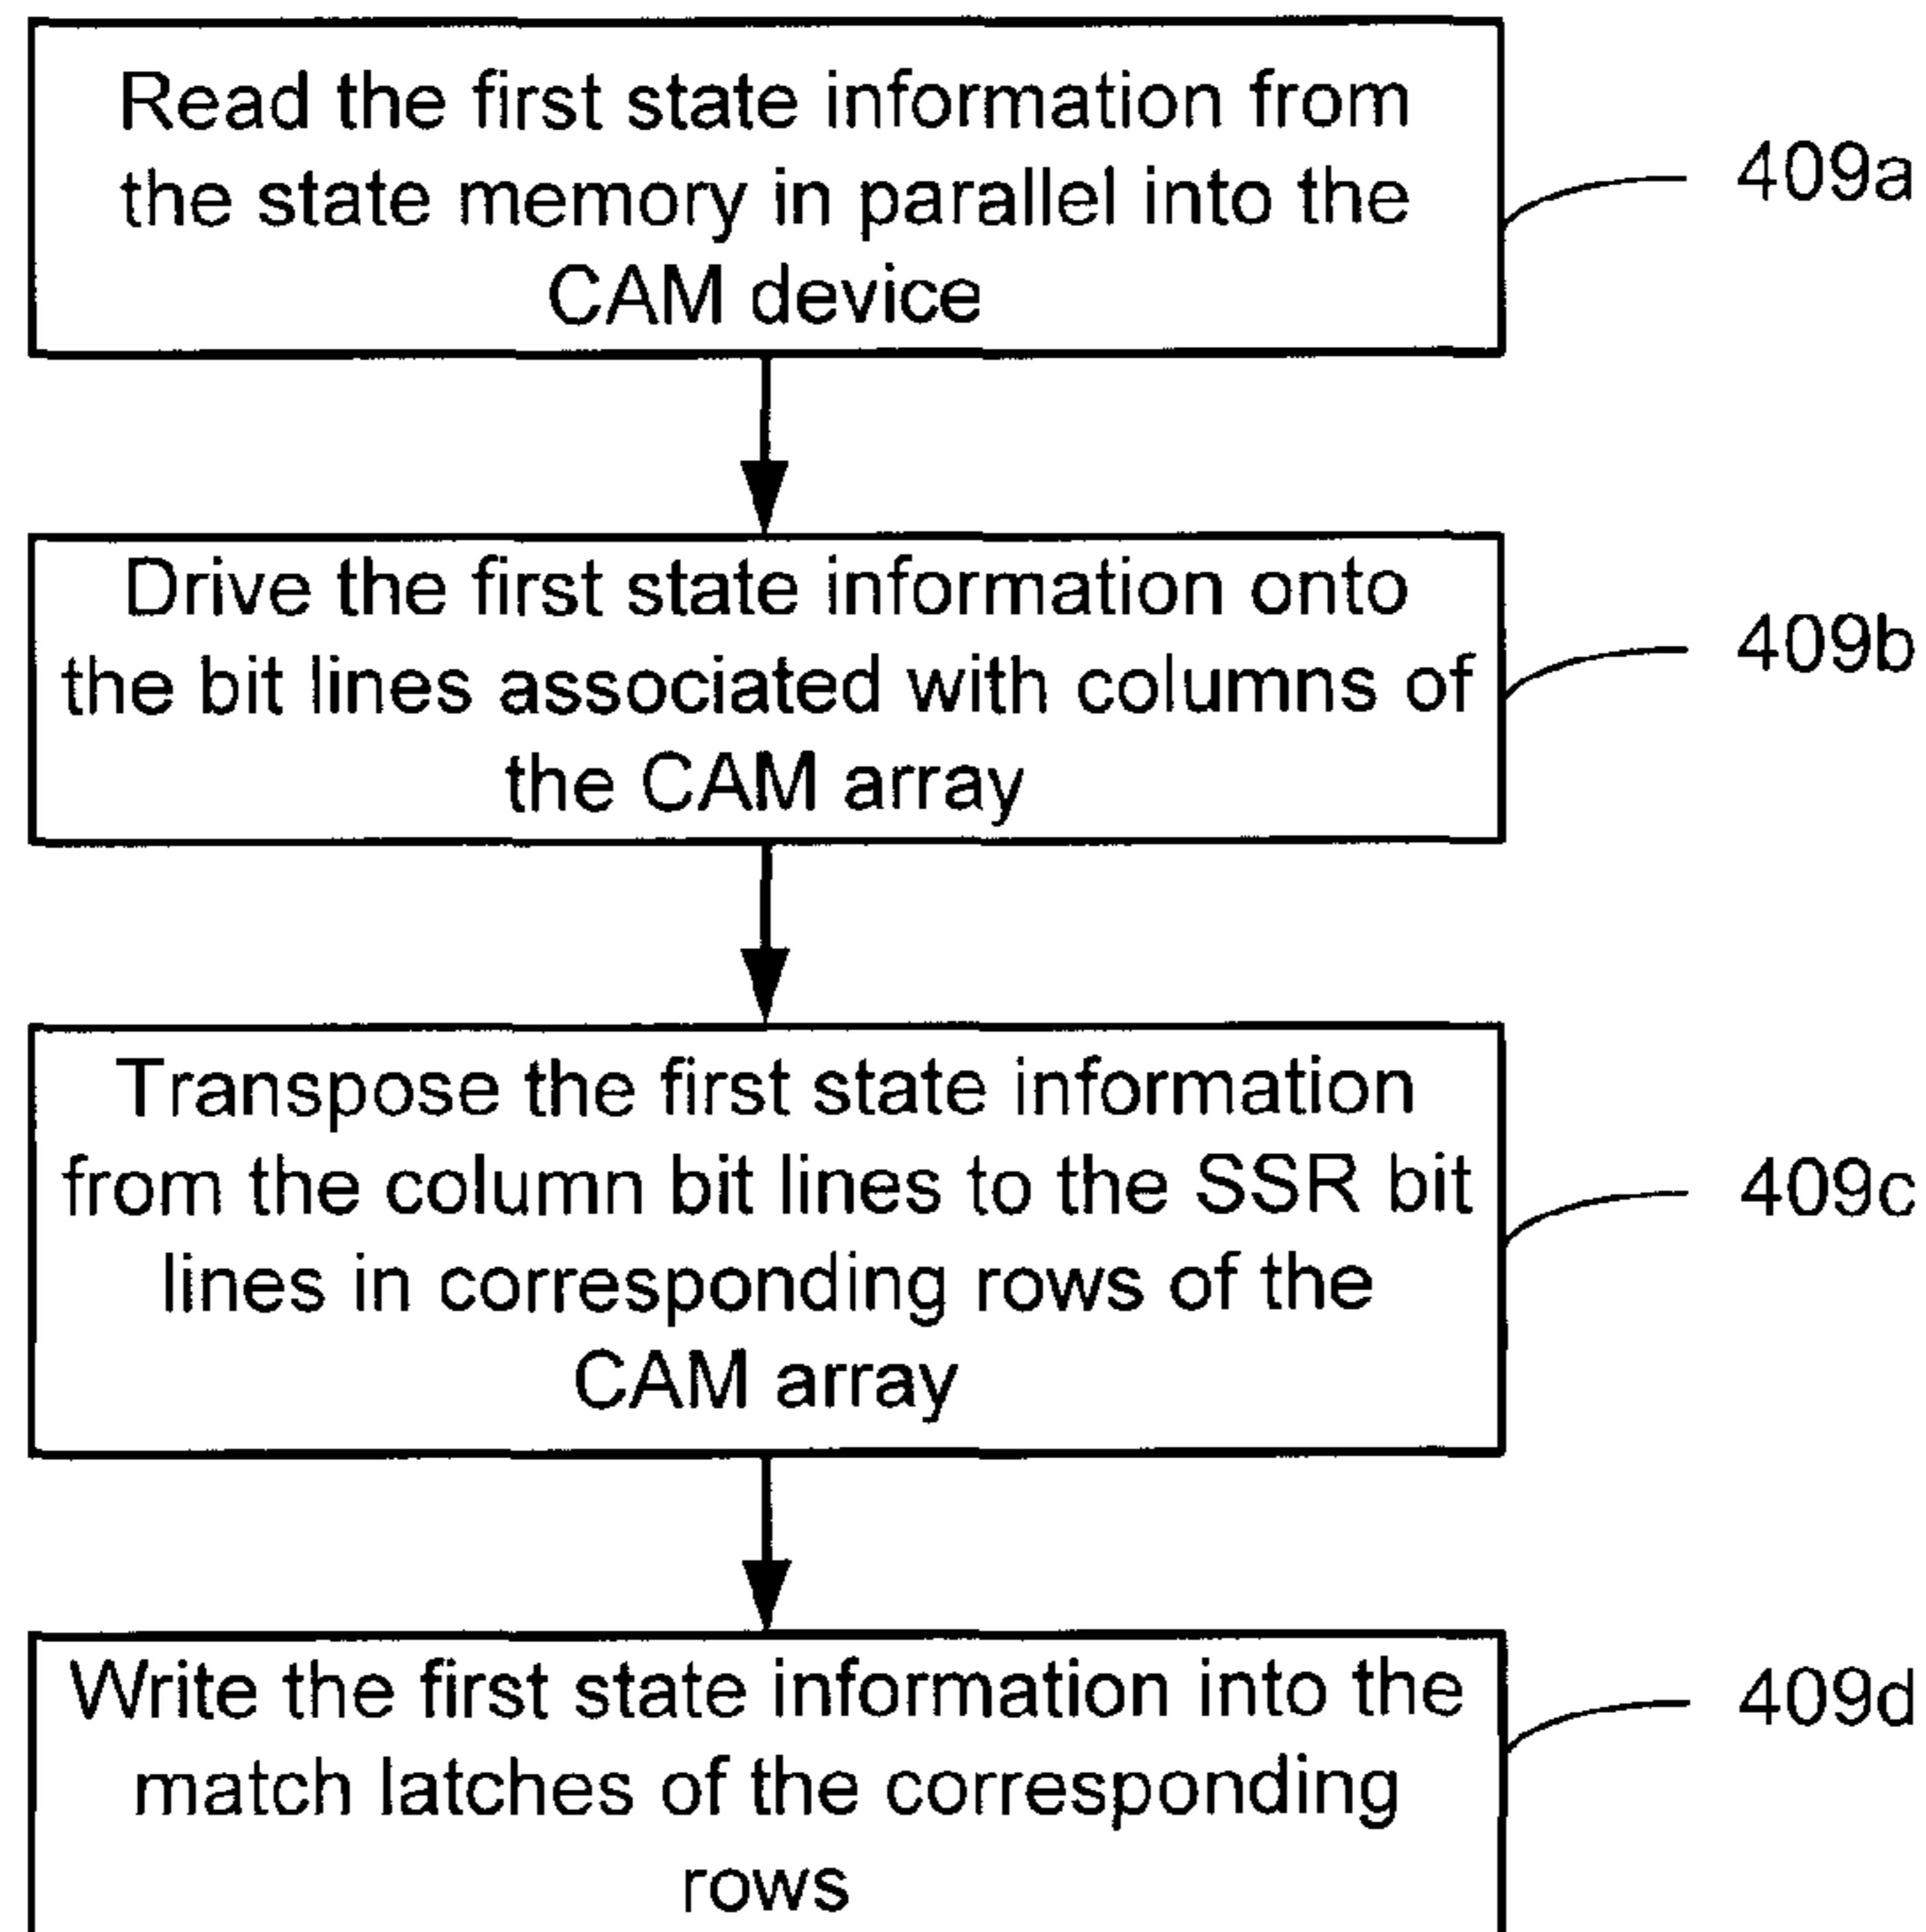 Read the first state information from
the state memory in parallel into the
CAM device
409a
Drive the first state information onto
the bit lines associated with columns of
the CAM array
409b
Transpose the first state information
from the column bit lines to the SSR bit
lines in corresponding rows of the
CAM array
409c
Write the first state information into the
match latches of the corresponding
rows
409d